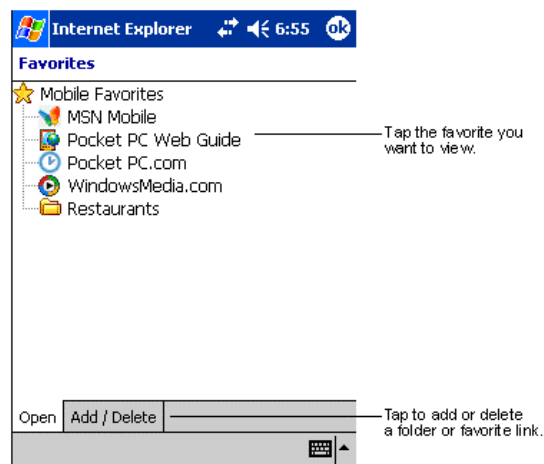 Internet Explorer 6:55 ok
Favorites
Mobile Favorites
MSN Mobile
Pocket PC Web Guide
Pocket PC.com
WindowsMedia.com
Restaurants
Tap the favorite you
want to view.
Open Add / Delete
Tap to add or delete
a folder or favorite link.